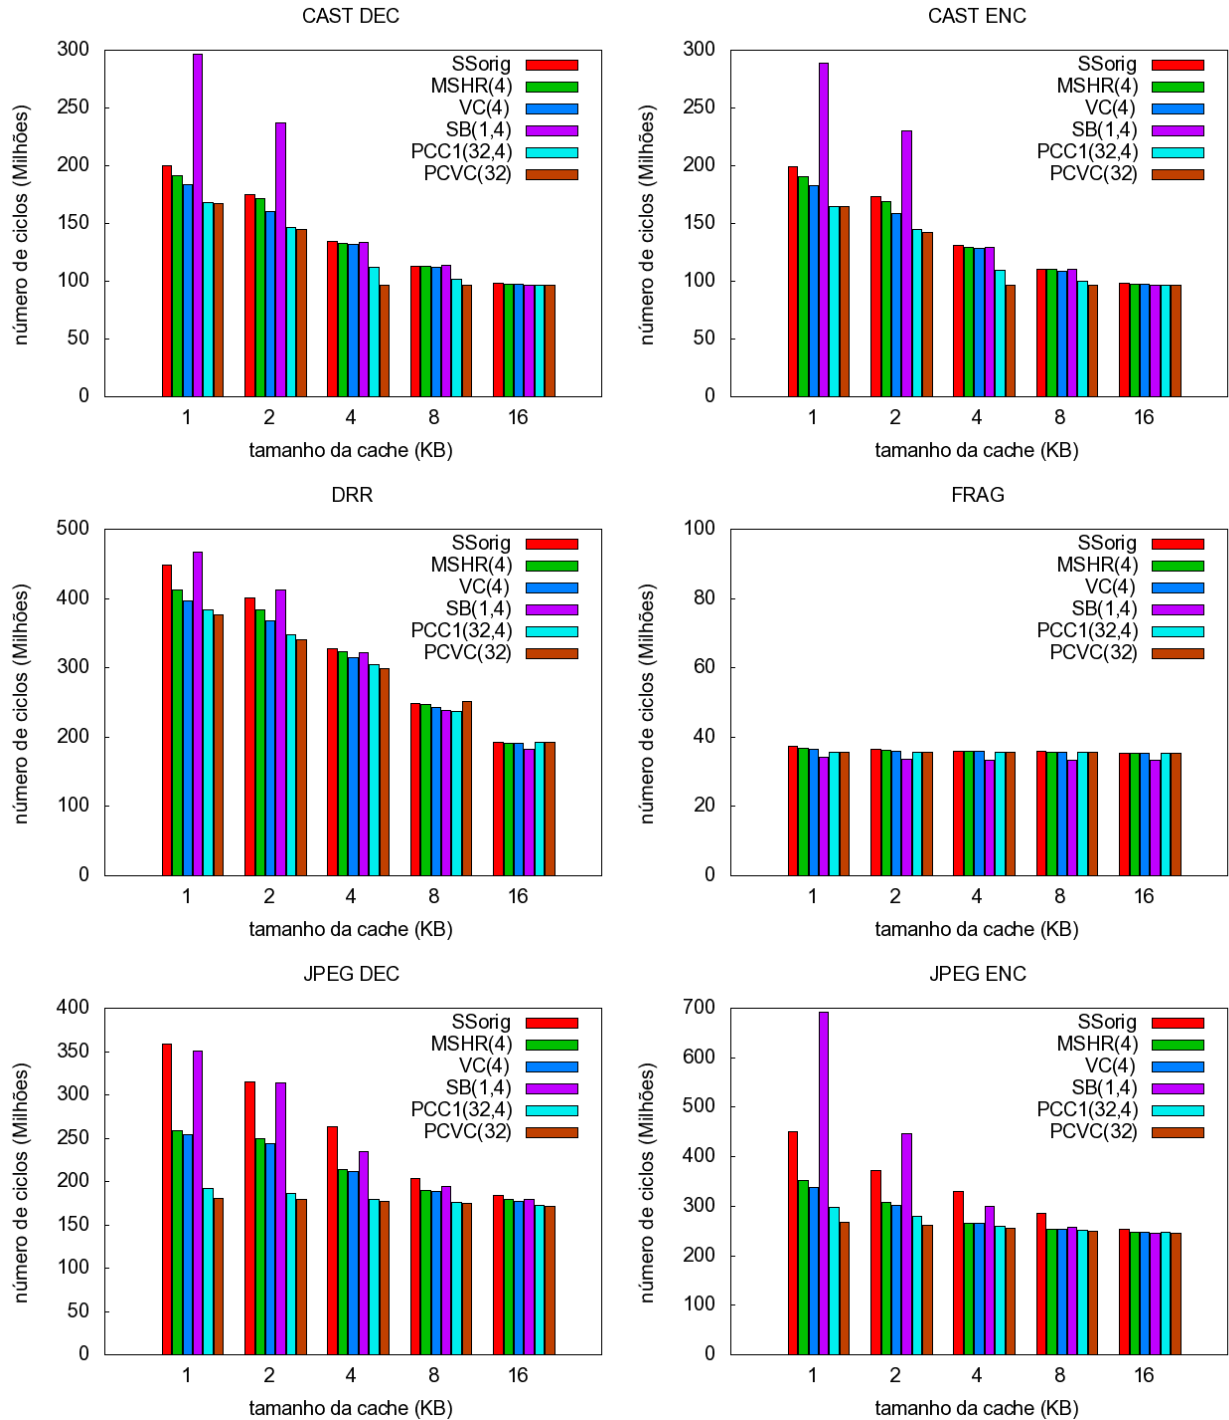 CAST DEC
número de ciclos (Milhões)
300
250
200
150
100
50
0
SSorig
MSHR(4)
VC(4)
SB(1,4)
PCC1(32,4)
PCVC(32)
1 2 4 8 16
tamanho da cache (KB)
CAST ENC
número de ciclos (Milhões)
300
250
200
150
100
50
0
SSorig
MSHR(4)
VC(4)
SB(1,4)
PCC1(32,4)
PCVC(32)
1 2 4 8 16
tamanho da cache (KB)
DRR
número de ciclos (Milhões)
500
400
300
200
100
0
SSorig
MSHR(4)
VC(4)
SB(1,4)
PCC1(32,4)
PCVC(32)
1 2 4 8 16
tamanho da cache (KB)
FRAG
número de ciclos (Milhões)
100
80
60
40
20
0
SSorig
MSHR(4)
VC(4)
SB(1,4)
PCC1(32,4)
PCVC(32)
1 2 4 8 16
tamanho da cache (KB)
JPEG DEC
número de ciclos (Milhões)
400
350
300
250
200
150
100
50
0
SSorig
MSHR(4)
VC(4)
SB(1,4)
PCC1(32,4)
PCVC(32)
1 2 4 8 16
tamanho da cache (KB)
JPEG ENC
número de ciclos (Milhões)
700
600
500
400
300
200
100
0
SSorig
MSHR(4)
VC(4)
SB(1,4)
PCC1(32,4)
PCVC(32)
1 2 4 8 16
tamanho da cache (KB)